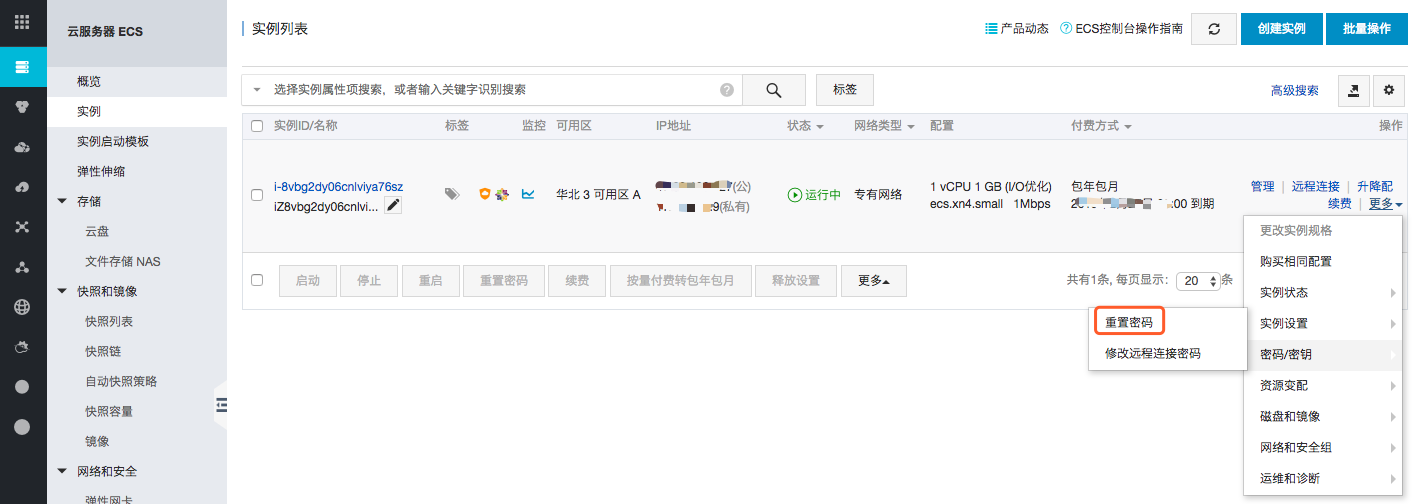 云服务器 ECS
概览
实例
实例启动模板
弹性伸缩
存储
云盘
文件存储 NAS
快照和镜像
快照列表
快照链
自动快照策略
快照容量
镜像
网络和安全
弹性网卡
实例列表
产品动态 ECS控制台操作指南 创建实例 批量操作
选择实例属性项搜索，或者输入关键字识别搜索 标签 高级搜索
实例ID/名称 标签 监控 可用区 IP地址 状态 网络类型 配置 付费方式 操作
i-8vbg2dy06cnlviya76sz
iZ8vbg2dy06cnlvi...
华北 3 可用区 A
(公)
9(私有)
运行中
专有网络
1 vCPU 1 GB (I/O优化)
ecs.xn4.small 1Mbps
包年包月
:00 到期
管理 | 远程连接 | 升降配
续费 | 更多
启动 停止 重启 重置密码 续费 按量付费转包年包月 释放设置 更多
共有1条, 每页显示: 20 条
更改实例规格
购买相同配置
实例状态
实例设置
密码/密钥
资源变配
磁盘和镜像
网络和安全组
运维和诊断
重置密码
修改远程连接密码